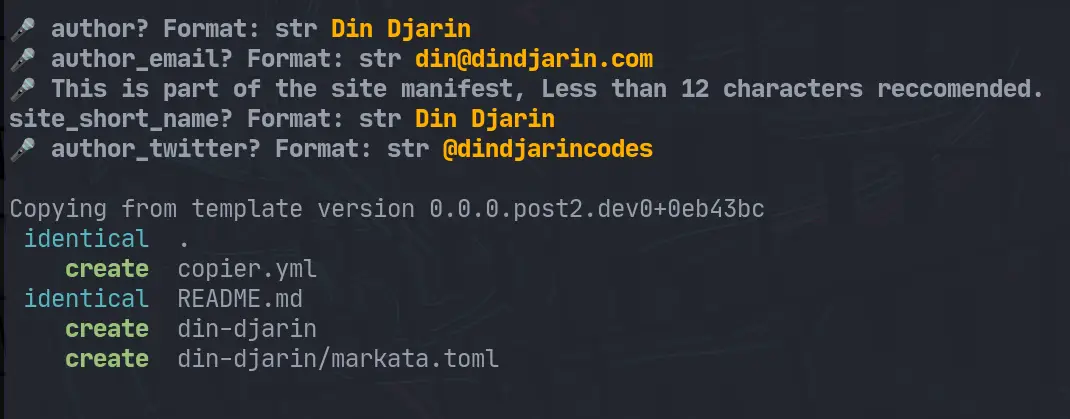 author? Format: str Din Djarin
author_email? Format: str din@dindjarin.com
This is part of the site manifest, Less than 12 characters reccomended.
site_short_name? Format: str Din Djarin
author_twitter? Format: str @dindjarincodes
Copying from template version 0.0.0.post2.dev0+0eb43bc
identical .
create copier.yml
identical README.md
create din-djarin
create din-djarin/markata.toml